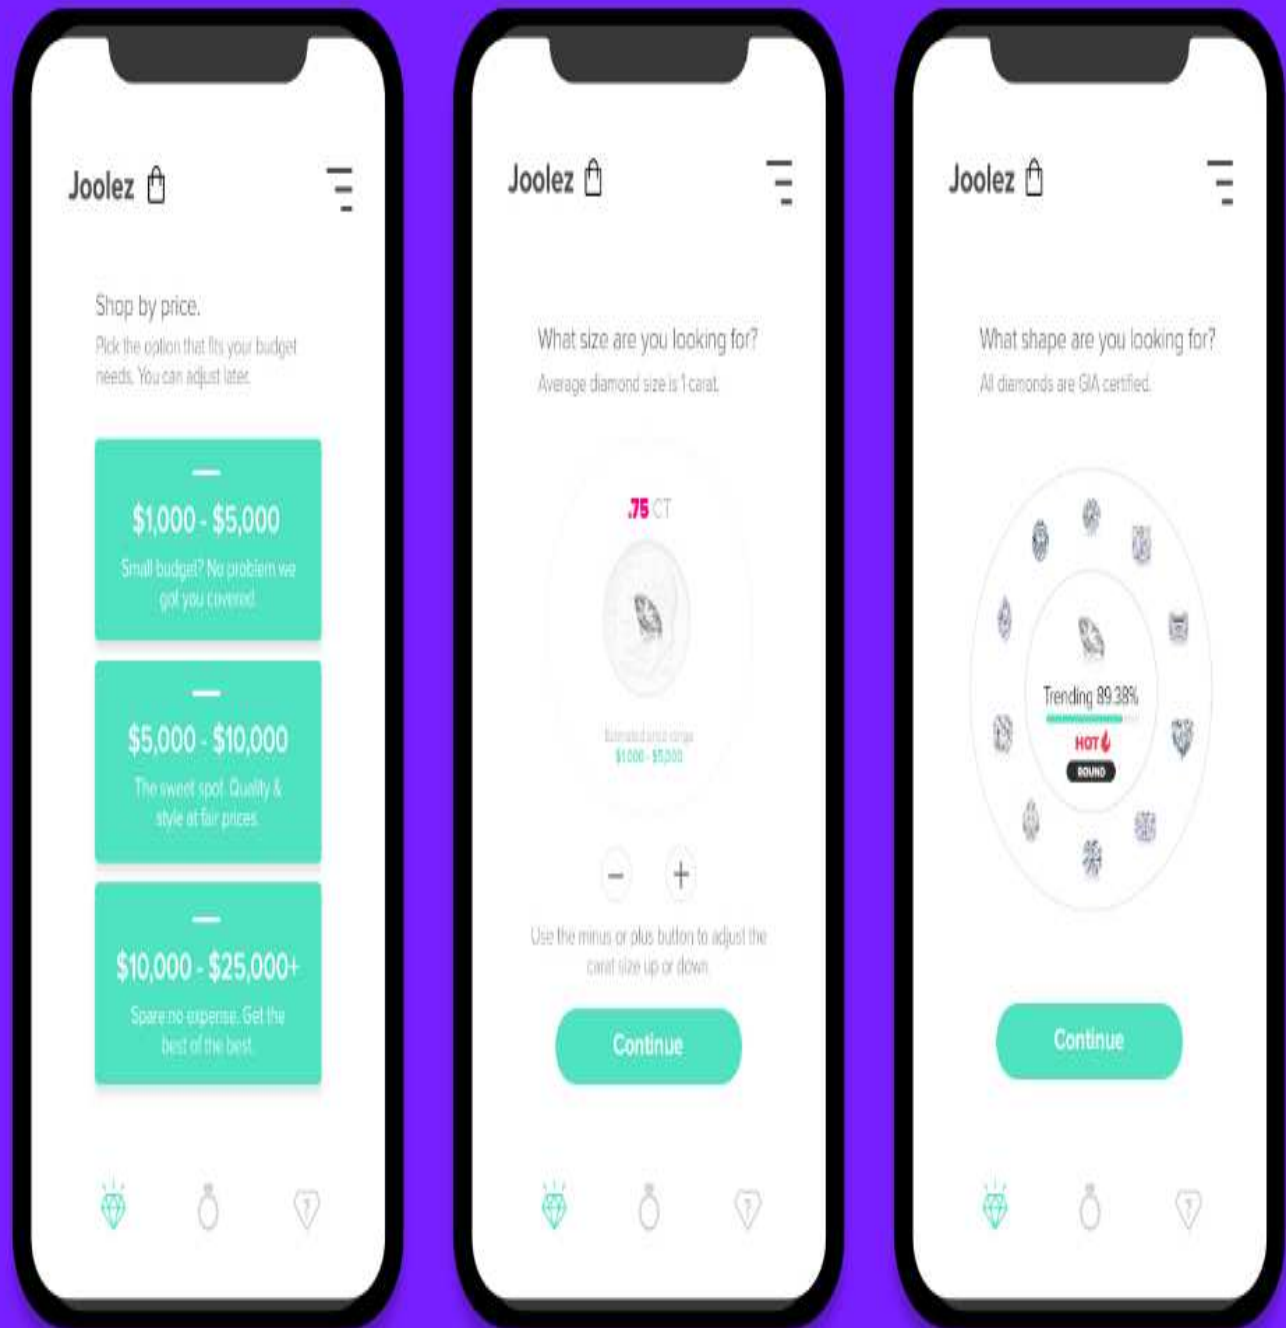 Joolez
Shop by price.
Pick the option that fits your budget
needs. You can adjust later.
$1,000 - $5,000
Small budget? No problem we
got you covered.
$5,000 - $10,000
The sweet spot. Quality &
style at fair prices.
$10,000 - $25,000+
Spare no expense. Get the
best of the best.
Joolez
What size are you looking for?
Average diamond size is 1 carat.
.75 CT
Estimated price range
$1,000 - $5,000
Use the minus or plus button to adjust the
carat size up or down
Continue
Joolez
What shape are you looking for?
All diamonds are GIA certified.
Trending 89.38%
HOT
ROUND
Continue